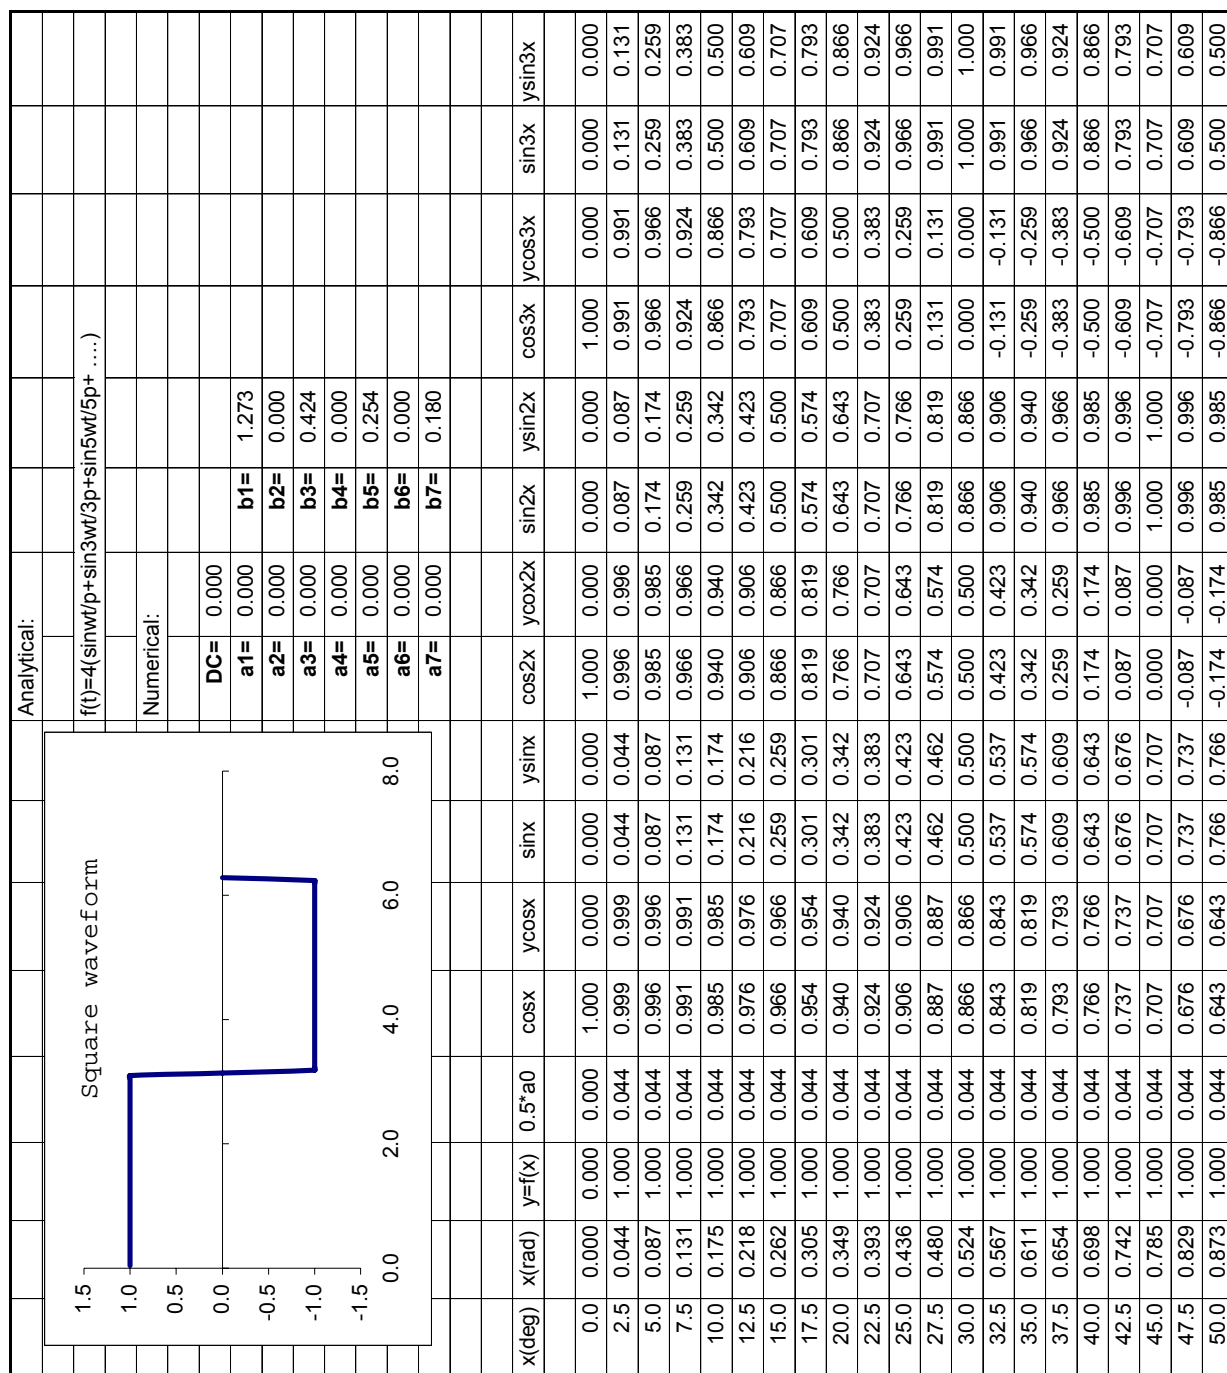 Analytical:
f(t)=4(sinwt/p+sin3wt/3p+sin5wt/5p+ ....)
Numerical:
DC= 0.000
a1= 0.000 b1= 1.273
a2= 0.000 b2= 0.000
a3= 0.000 b3= 0.424
a4= 0.000 b4= 0.000
a5= 0.000 b5= 0.254
a6= 0.000 b6= 0.000
a7= 0.000 b7= 0.180
Square waveform
1.5
1.0
0.5
0.0
-0.5
-1.0
-1.5
0.0 2.0 4.0 6.0 8.0
x(deg) x(rad) y=f(x) 0.5*a0 cosx ycosx sinx ysinx cos2x ycox2x sin2x ysin2x cos3x ycos3x sin3x ysin3x
0.0 0.000 0.000 0.000 1.000 0.000 0.000 0.000 1.000 0.000 0.000 0.000 1.000 0.000 0.000 0.000
2.5 0.044 1.000 0.044 0.999 0.999 0.044 0.044 0.996 0.996 0.087 0.087 0.991 0.991 0.131 0.131
5.0 0.087 1.000 0.044 0.996 0.996 0.087 0.087 0.985 0.985 0.174 0.174 0.966 0.966 0.259 0.259
7.5 0.131 1.000 0.044 0.991 0.991 0.131 0.131 0.966 0.966 0.259 0.259 0.924 0.924 0.383 0.383
10.0 0.175 1.000 0.044 0.985 0.985 0.174 0.174 0.940 0.940 0.342 0.342 0.866 0.866 0.500 0.500
12.5 0.218 1.000 0.044 0.976 0.976 0.216 0.216 0.906 0.906 0.423 0.423 0.793 0.793 0.609 0.609
15.0 0.262 1.000 0.044 0.966 0.966 0.259 0.259 0.866 0.866 0.500 0.500 0.707 0.707 0.707 0.707
17.5 0.305 1.000 0.044 0.954 0.954 0.301 0.301 0.819 0.819 0.574 0.574 0.609 0.609 0.793 0.793
20.0 0.349 1.000 0.044 0.940 0.940 0.342 0.342 0.766 0.766 0.643 0.643 0.500 0.500 0.866 0.866
22.5 0.393 1.000 0.044 0.924 0.924 0.383 0.383 0.707 0.707 0.707 0.707 0.383 0.383 0.924 0.924
25.0 0.436 1.000 0.044 0.906 0.906 0.423 0.423 0.643 0.643 0.766 0.766 0.259 0.259 0.966 0.966
27.5 0.480 1.000 0.044 0.887 0.887 0.462 0.462 0.574 0.574 0.819 0.819 0.131 0.131 0.991 0.991
30.0 0.524 1.000 0.044 0.866 0.866 0.500 0.500 0.500 0.500 0.866 0.866 0.000 0.000 1.000 1.000
32.5 0.567 1.000 0.044 0.843 0.843 0.537 0.537 0.423 0.423 0.906 0.906 -0.131 -0.131 0.991 0.991
35.0 0.611 1.000 0.044 0.819 0.819 0.574 0.574 0.342 0.342 0.940 0.940 -0.259 -0.259 0.966 0.966
37.5 0.654 1.000 0.044 0.793 0.793 0.609 0.609 0.259 0.259 0.966 0.966 -0.383 -0.383 0.924 0.924
40.0 0.698 1.000 0.044 0.766 0.766 0.643 0.643 0.174 0.174 0.985 0.985 -0.500 -0.500 0.866 0.866
42.5 0.742 1.000 0.044 0.737 0.737 0.676 0.676 0.087 0.087 0.996 0.996 -0.609 -0.609 0.793 0.793
45.0 0.785 1.000 0.044 0.707 0.707 0.707 0.707 0.000 0.000 1.000 1.000 -0.707 -0.707 0.707 0.707
47.5 0.829 1.000 0.044 0.676 0.676 0.737 0.737 -0.087 -0.087 0.996 0.996 -0.793 -0.793 0.609 0.609
50.0 0.873 1.000 0.044 0.643 0.643 0.766 0.766 -0.174 -0.174 0.985 0.985 -0.866 -0.866 0.500 0.500